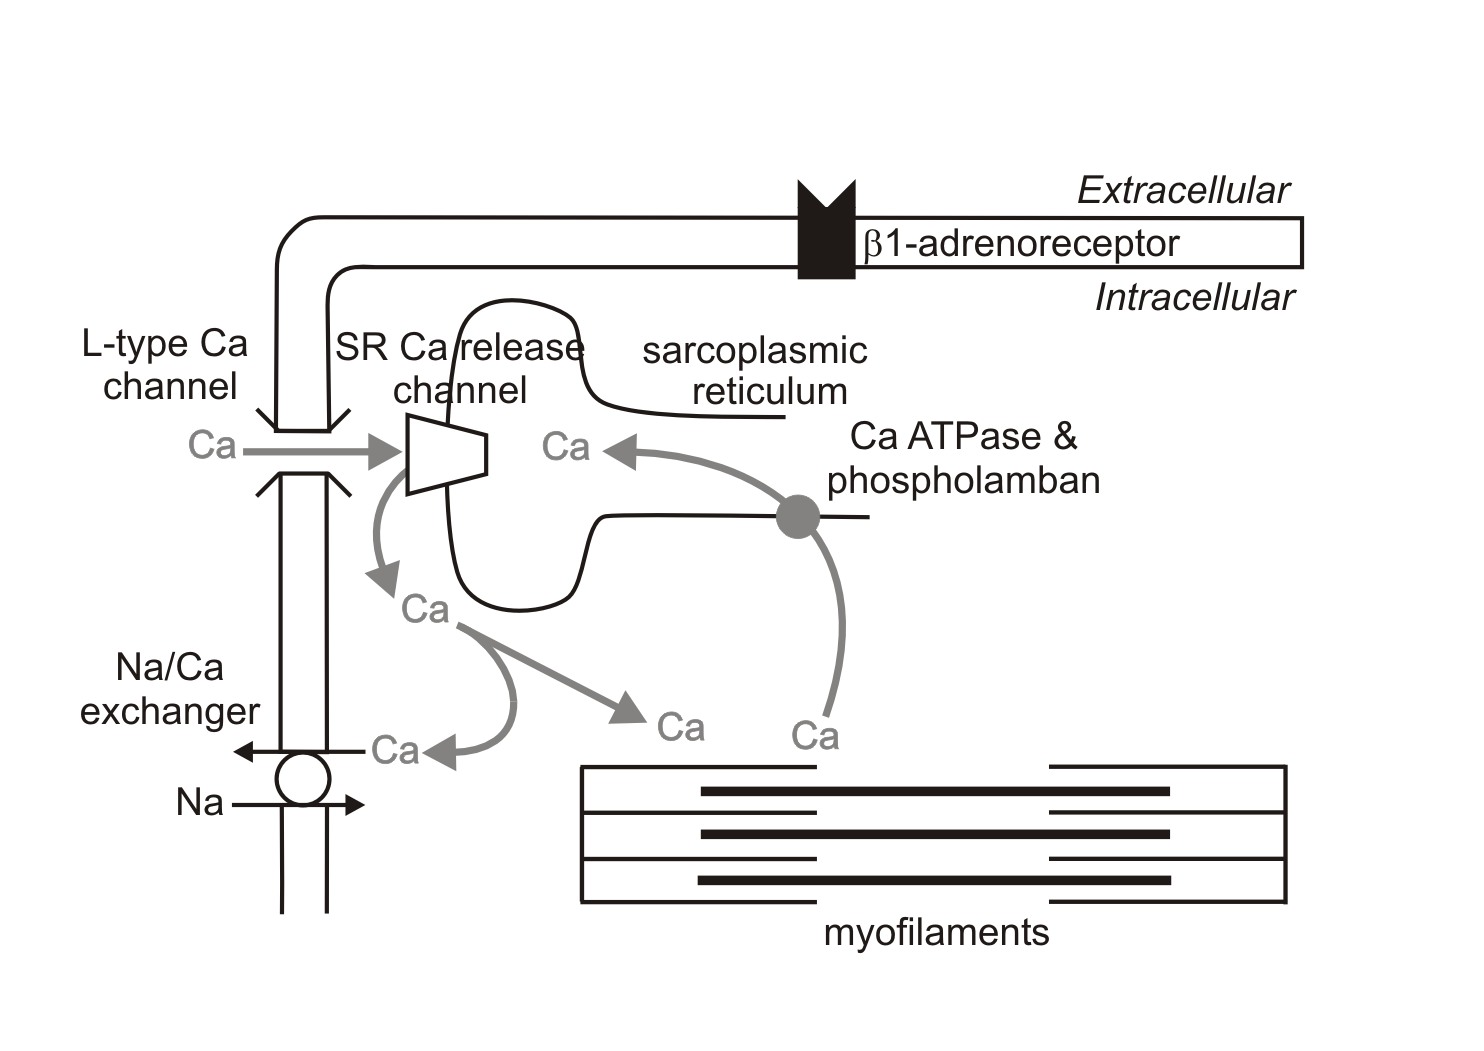 Extracellular
β1-adrenoreceptor
Intracellular
L-type Ca
channel
SR Ca release
channel
sarcoplasmic
reticulum
Ca
Ca
Ca ATPase &
phospholamban
Ca
Na/Ca
exchanger
Ca
Ca
Ca
Na
myofilaments